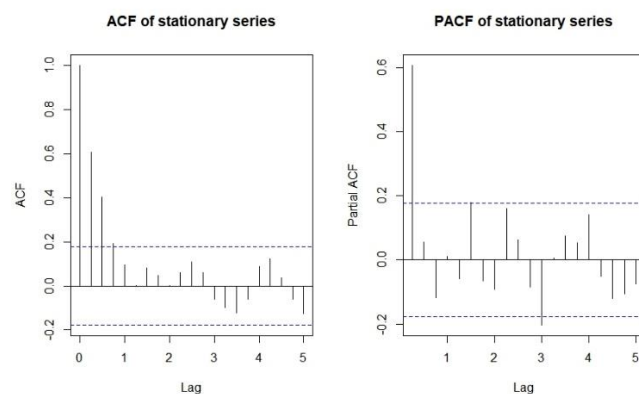 ACF of stationary series
ACF
1.0
0.8
0.6
0.4
0.2
0.0
-0.2
0 1 2 3 4 5
Lag
PACF of stationary series
Partial ACF
0.6
0.4
0.2
0.0
-0.2
1 2 3 4 5
Lag